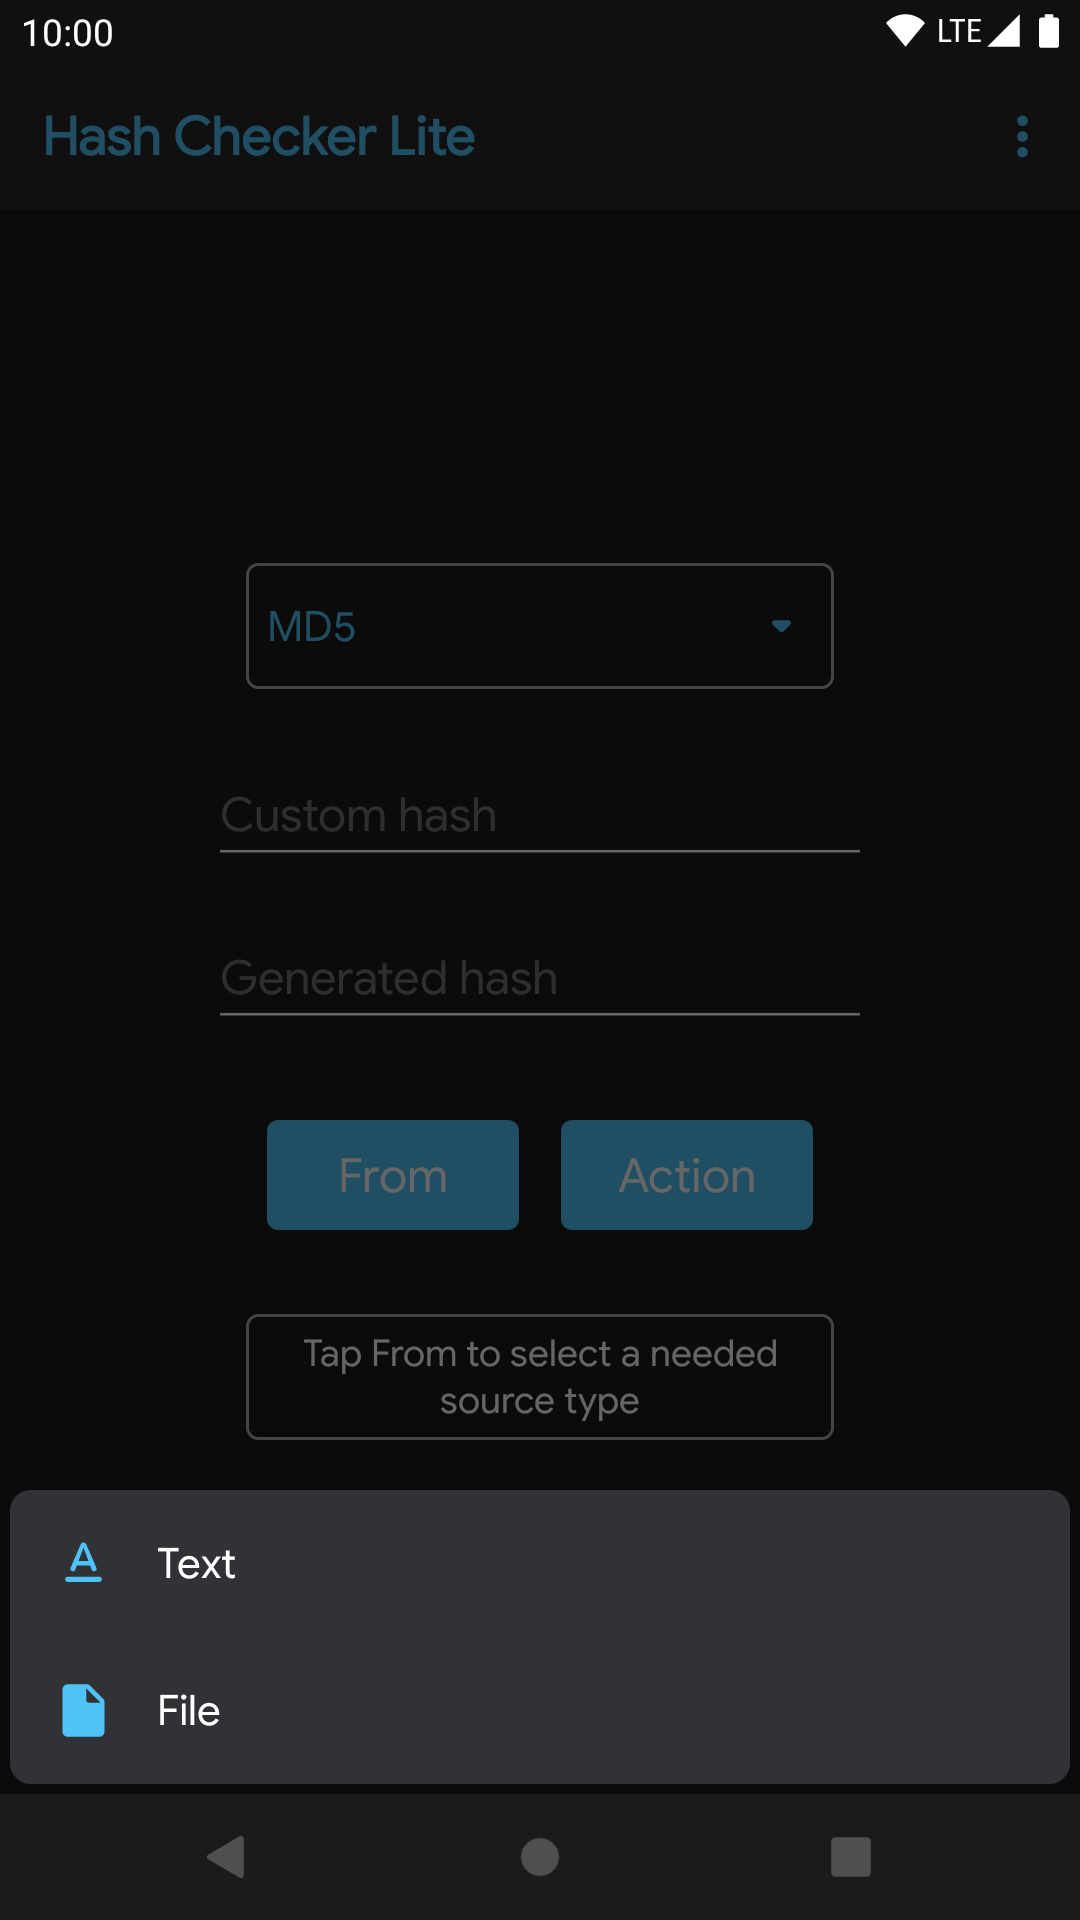 10:00
LTE
Hash Checker Lite
MD5
Custom hash
Generated hash
From
Action
Tap From to select a needed
source type
Text
File